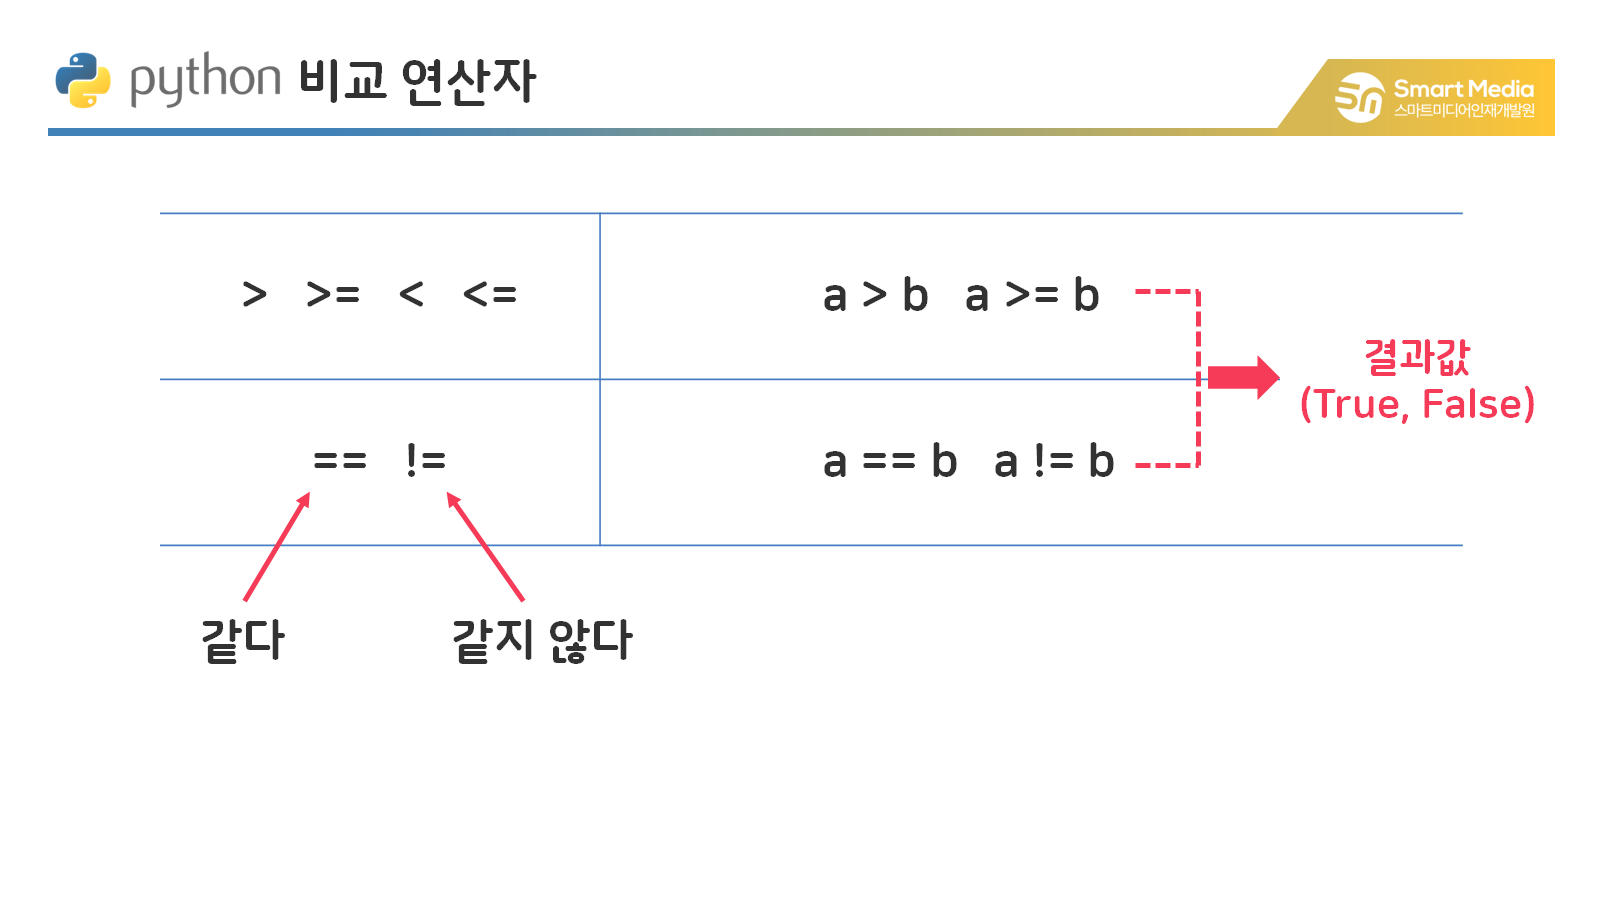 python 비교 연산자
Smart Media
스마트미디어인재개발원
> >= < <=
a > b a >= b
결과값
(True, False)
== !=
a == b a != b
같다
같지 않다